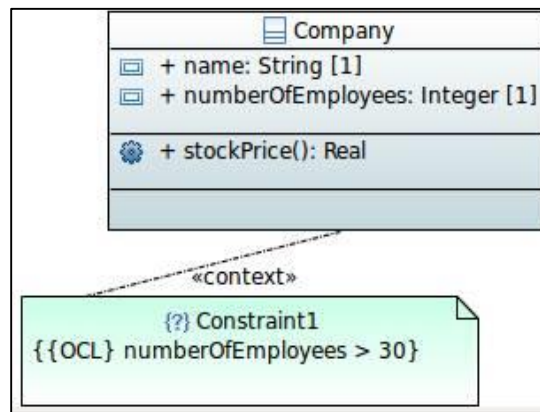 Company
+ name: String [1]
+ numberOfEmployees: Integer [1]
+ stockPrice(): Real
«context»
{?} Constraint1
{{OCL} numberOfEmployees > 30}